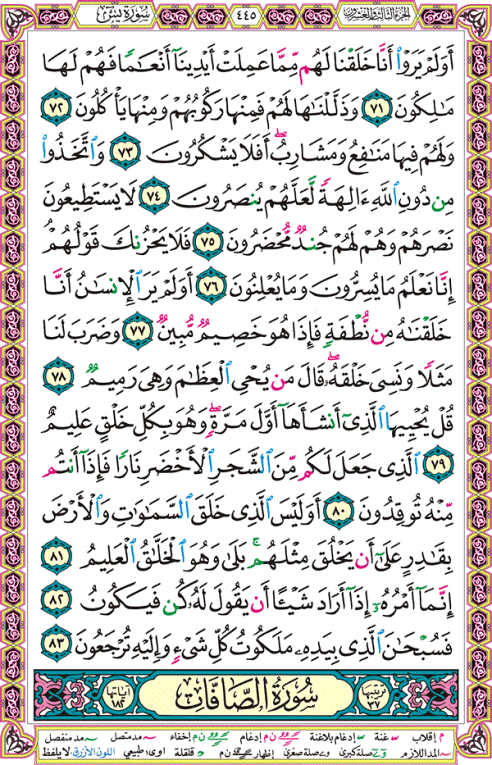 الجزء الثالث والعشرون ٤٤٥ سورة يس
أَوَلَمْ يَرَوْاْ أَنَّا خَلَقْنَا لَهُم مِّمَّا عَمِلَتْ أَيْدِينَآ أَنْعَٰمًا فَهُمْ لَهَا
مَٰلِكُونَ ٧١ وَذَلَّلْنَٰهَا لَهُمْ فَمِنْهَا رَكُوبُهُمْ وَمِنْهَا يَأْكُلُونَ ٧٢
وَلَهُمْ فِيهَا مَنَٰفِعُ وَمَشَارِبُ ۖ أَفَلَا يَشْكُرُونَ ٧٣ وَٱتَّخَذُواْ
مِن دُونِ ٱللَّهِ ءَالِهَةً لَّعَلَّهُمْ يُنصَرُونَ ٧٤ لَا يَسْتَطِيعُونَ
نَصْرَهُمْ وَهُمْ لَهُمْ جُندٌ مُّحْضَرُونَ ٧٥ فَلَا يَحْزُنكَ قَوْلُهُمْ
إِنَّا نَعْلَمُ مَا يُسِرُّونَ وَمَا يُعْلِنُونَ ٧٦ أَوَلَمْ يَرَ ٱلْإِنسَٰنُ أَنَّا
خَلَقْنَٰهُ مِن نُّطْفَةٍ فَإِذَا هُوَ خَصِيمٌ مُّبِينٌ ٧٧ وَضَرَبَ لَنَا
مَثَلًا وَنَسِىَ خَلْقَهُۥ ۖ قَالَ مَن يُحْىِ ٱلْعِظَٰمَ وَهِىَ رَمِيمٌ ٧٨
قُلْ يُحْيِيهَا ٱلَّذِىٓ أَنشَأَهَآ أَوَّلَ مَرَّةٍ ۖ وَهُوَ بِكُلِّ خَلْقٍ عَلِيمٌ
٧٩ ٱلَّذِى جَعَلَ لَكُم مِّنَ ٱلشَّجَرِ ٱلْأَخْضَرِ نَارًا فَإِذَآ أَنتُم
مِّنْهُ تُوقِدُونَ ٨٠ أَوَلَيْسَ ٱلَّذِى خَلَقَ ٱلسَّمَٰوَٰتِ وَٱلْأَرْضَ
بِقَٰدِرٍ عَلَىٰٓ أَن يَخْلُقَ مِثْلَهُم ۚ بَلَىٰ وَهُوَ ٱلْخَلَّٰقُ ٱلْعَلِيمُ ٨١
إِنَّمَآ أَمْرُهُۥٓ إِذَآ أَرَادَ شَيْـًٔا أَن يَقُولَ لَهُۥ كُن فَيَكُونُ ٨٢
فَسُبْحَٰنَ ٱلَّذِى بِيَدِهِۦ مَلَكُوتُ كُلِّ شَىْءٍ وَإِلَيْهِ تُرْجَعُونَ ٨٣
ترتيبها ٣٧ سُورَةُ الصَّافَّاتِ آياتها ١٨٢
م إقلاب غنة إدغام بلاغنة ن م إدغام ن م إخفاء مد متصل مد منفصل
المد اللازم صلة كبرى صلة صغرى إظهار ن م قلقلة اوى: طبيعي اللون الأزرق: لا يلفظ